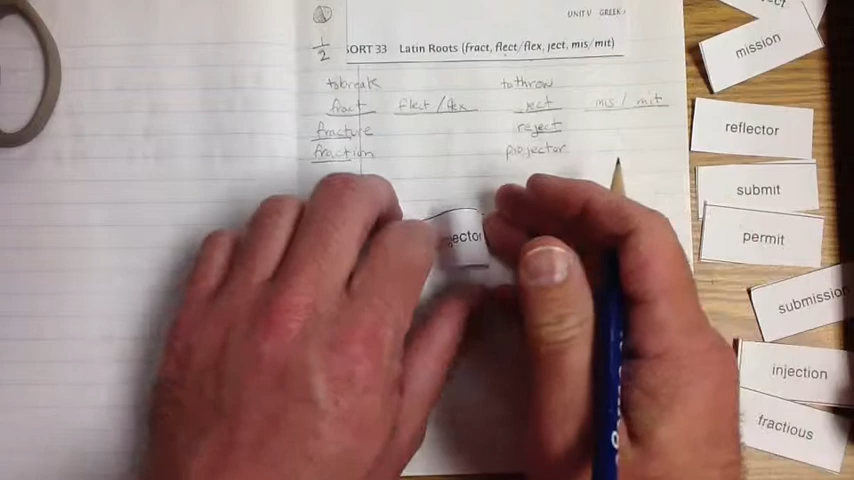 UNIT V GREEK
1/2
SORT 33 Latin Roots (fract, flect/flex, ject, mis/mit)
to break to throw
fract flect/flex ject mis/mit
fracture reject
fraction projector
jector
mission
reflector
submit
permit
submission
injection
fractious